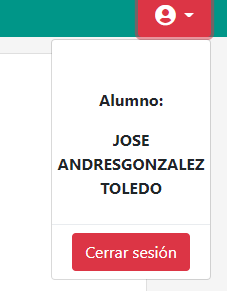 Alumno:
JOSE
ANDRESGONZALEZ
TOLEDO
Cerrar sesión